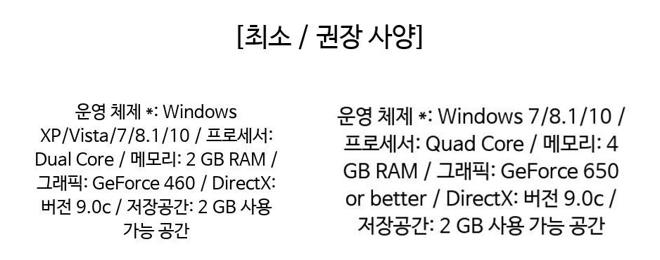 [최소 / 권장 사양]
운영 체제 *: Windows
XP/Vista/7/8.1/10 / 프로세서:
Dual Core / 메모리: 2 GB RAM /
그래픽: GeForce 460 / DirectX:
버전 9.0c / 저장공간: 2 GB 사용
가능 공간
운영 체제 *: Windows 7/8.1/10 /
프로세서: Quad Core / 메모리: 4
GB RAM / 그래픽: GeForce 650
or better / DirectX: 버전 9.0c /
저장공간: 2 GB 사용 가능 공간